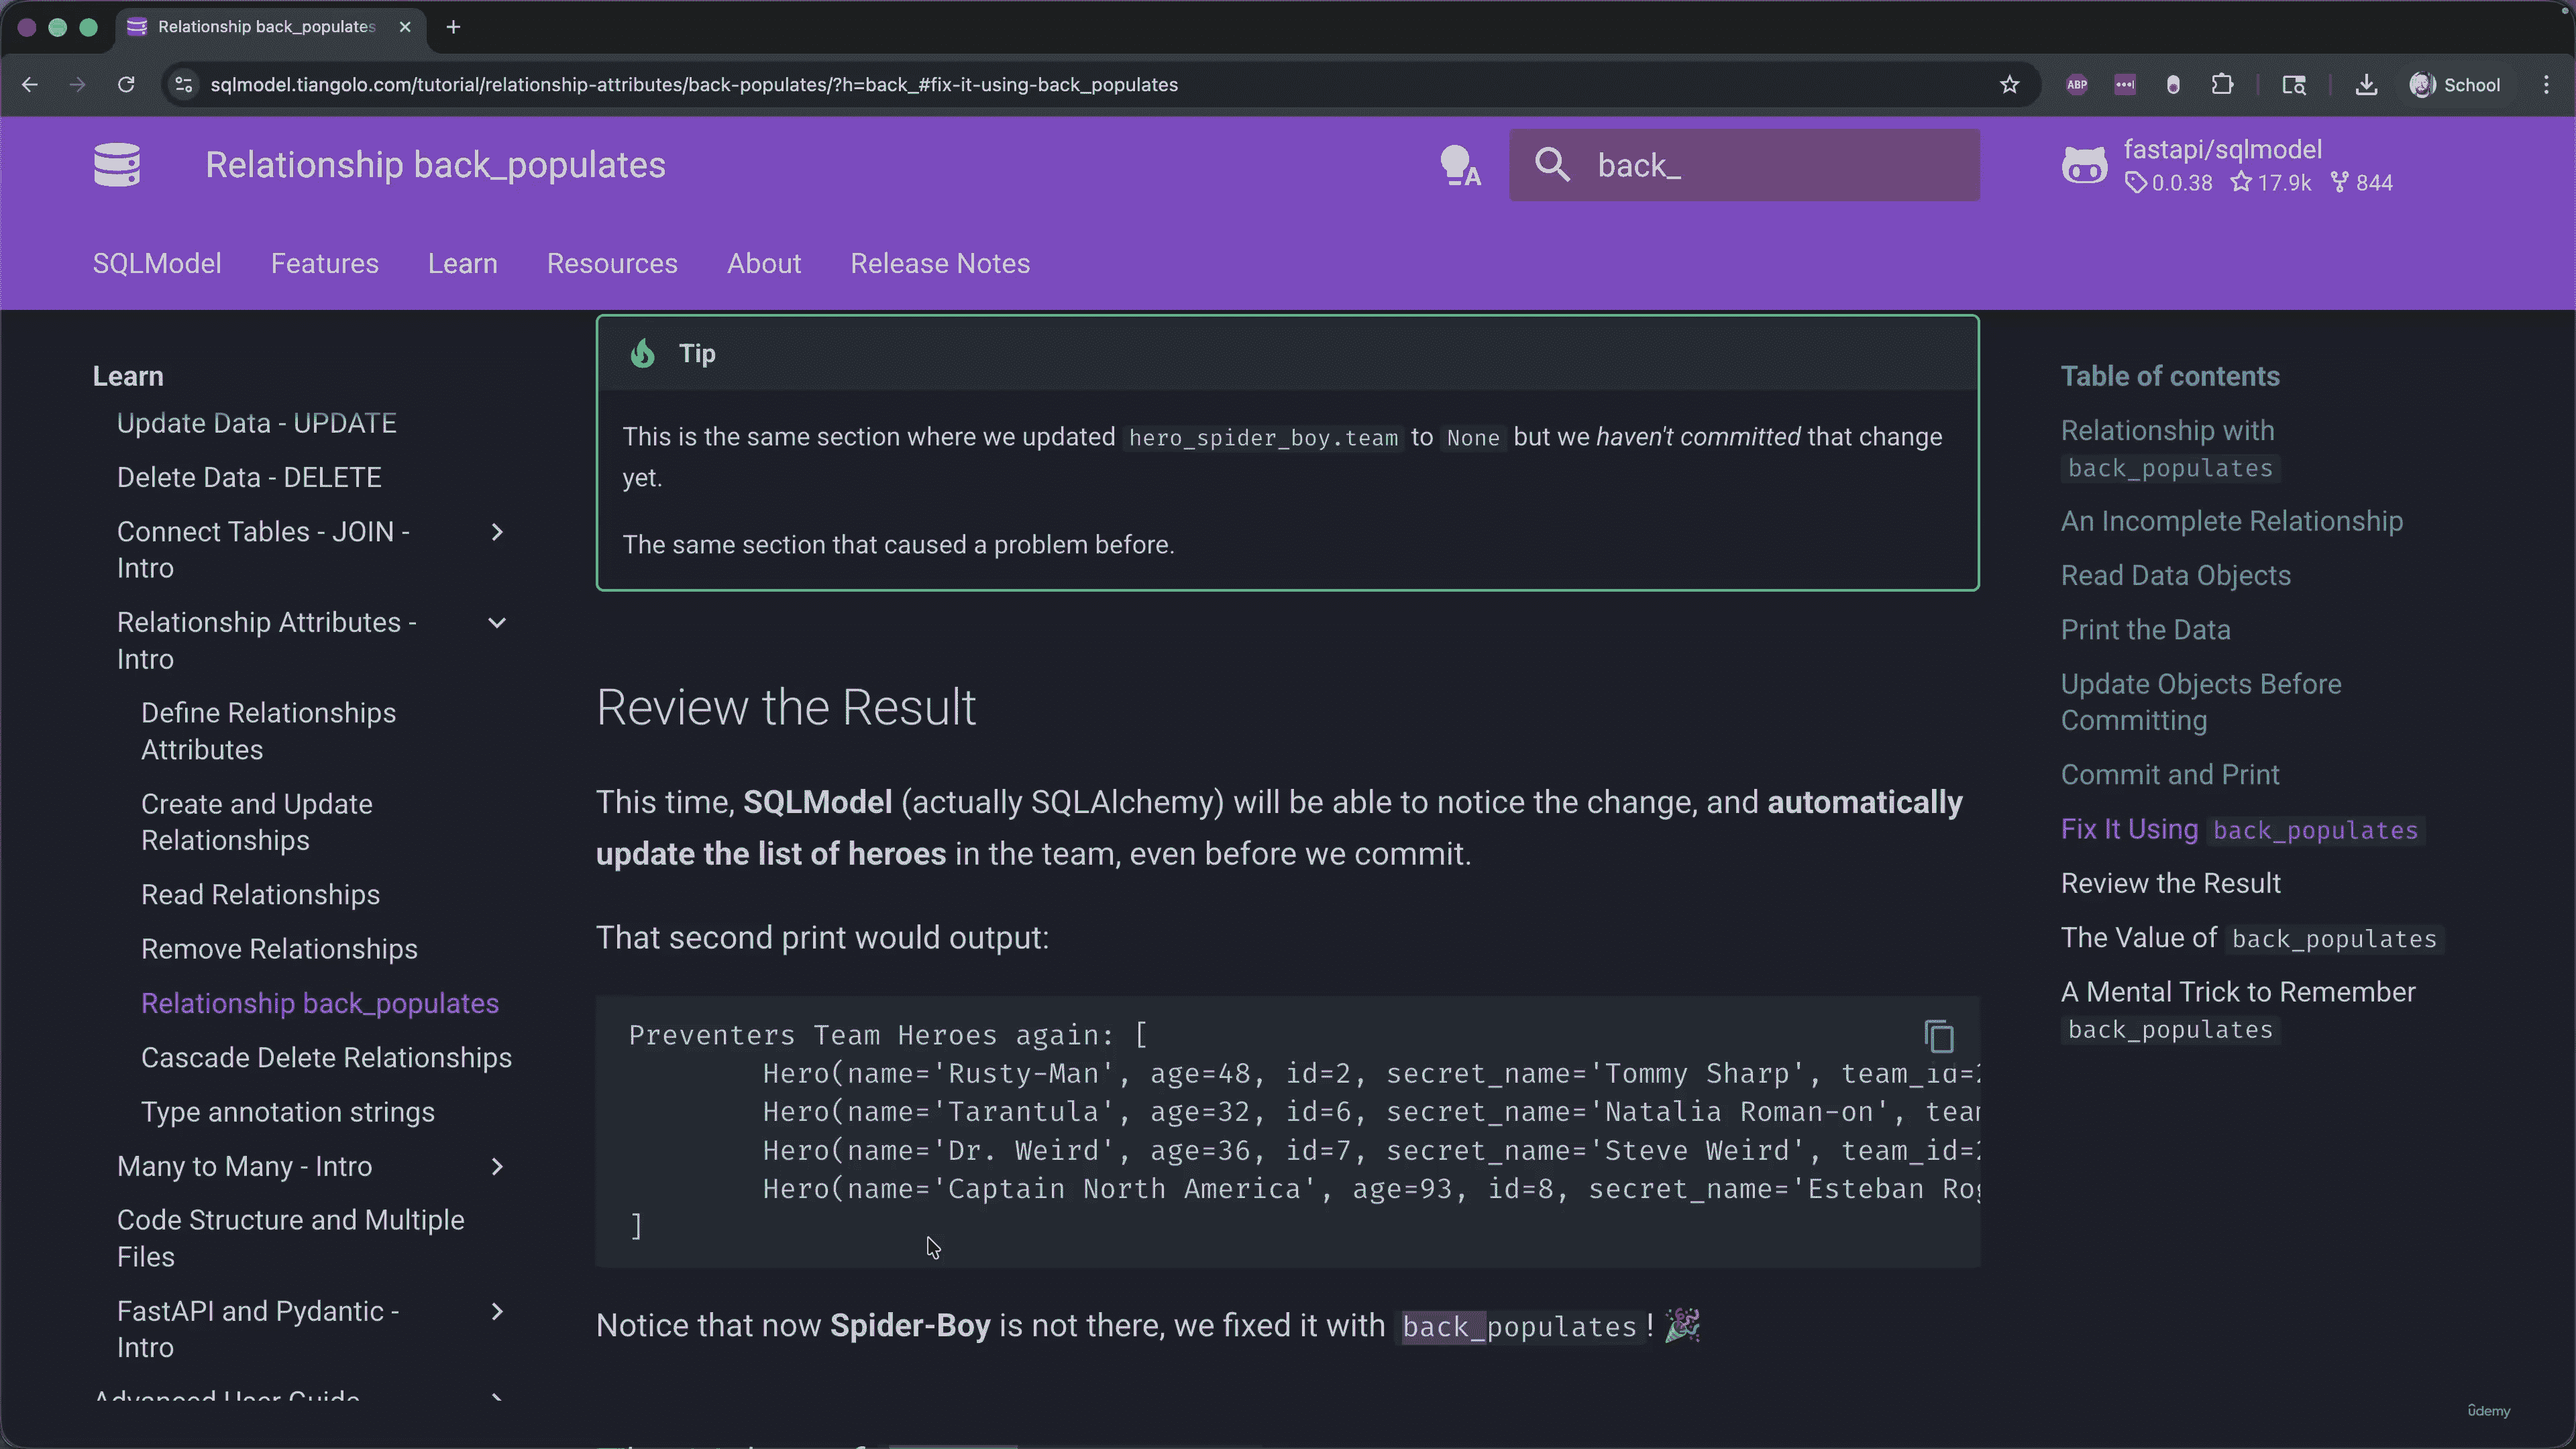 Relationship back_populates
sqlmodel.tiangolo.com/tutorial/relationship-attributes/back-populates/?h=back_#fix-it-using-back_populates
ABP
School
Relationship back_populates
A
back_
fastapi/sqlmodel
0.0.38 17.9k 844
SQLModel Features Learn Resources About Release Notes
Learn
Update Data - UPDATE
Delete Data - DELETE
Connect Tables - JOIN -
Intro
Relationship Attributes -
Intro
Define Relationships
Attributes
Create and Update
Relationships
Read Relationships
Remove Relationships
Relationship back_populates
Cascade Delete Relationships
Type annotation strings
Many to Many - Intro
Code Structure and Multiple
Files
FastAPI and Pydantic -
Intro
Advanced User Guide
Tip
This is the same section where we updated hero_spider_boy.team to None but we haven't committed that change
yet.
The same section that caused a problem before.
Review the Result
This time, SQLModel (actually SQLAlchemy) will be able to notice the change, and automatically
update the list of heroes in the team, even before we commit.
That second print would output:
Preventers Team Heroes again: [
Hero(name='Rusty-Man', age=48, id=2, secret_name='Tommy Sharp', team_id=2
Hero(name='Tarantula', age=32, id=6, secret_name='Natalia Roman-on', team
Hero(name='Dr. Weird', age=36, id=7, secret_name='Steve Weird', team_id=2
Hero(name='Captain North America', age=93, id=8, secret_name='Esteban Rog
]
Notice that now Spider-Boy is not there, we fixed it with back_populates! 🎉
Table of contents
Relationship with
back_populates
An Incomplete Relationship
Read Data Objects
Print the Data
Update Objects Before
Committing
Commit and Print
Fix It Using back_populates
Review the Result
The Value of back_populates
A Mental Trick to Remember
back_populates
ûdemy